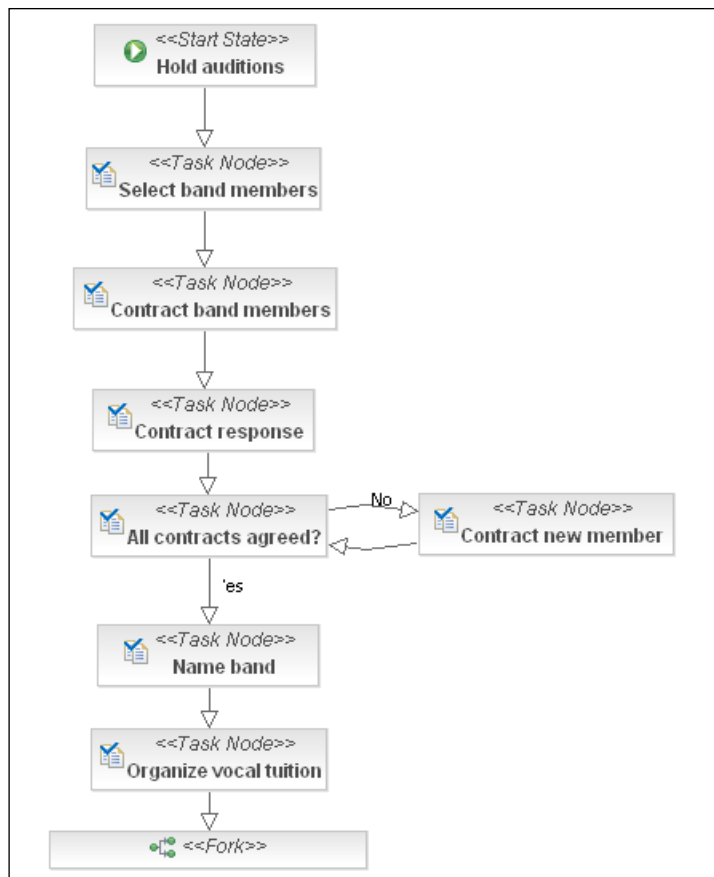 <<Start State>>
Hold auditions
<<Task Node>>
Select band members
<<Task Node>>
Contract band members
<<Task Node>>
Contract response
<<Task Node>>
All contracts agreed?
No
<<Task Node>>
Contract new member
'es
<<Task Node>>
Name band
<<Task Node>>
Organize vocal tuition
<<Fork>>